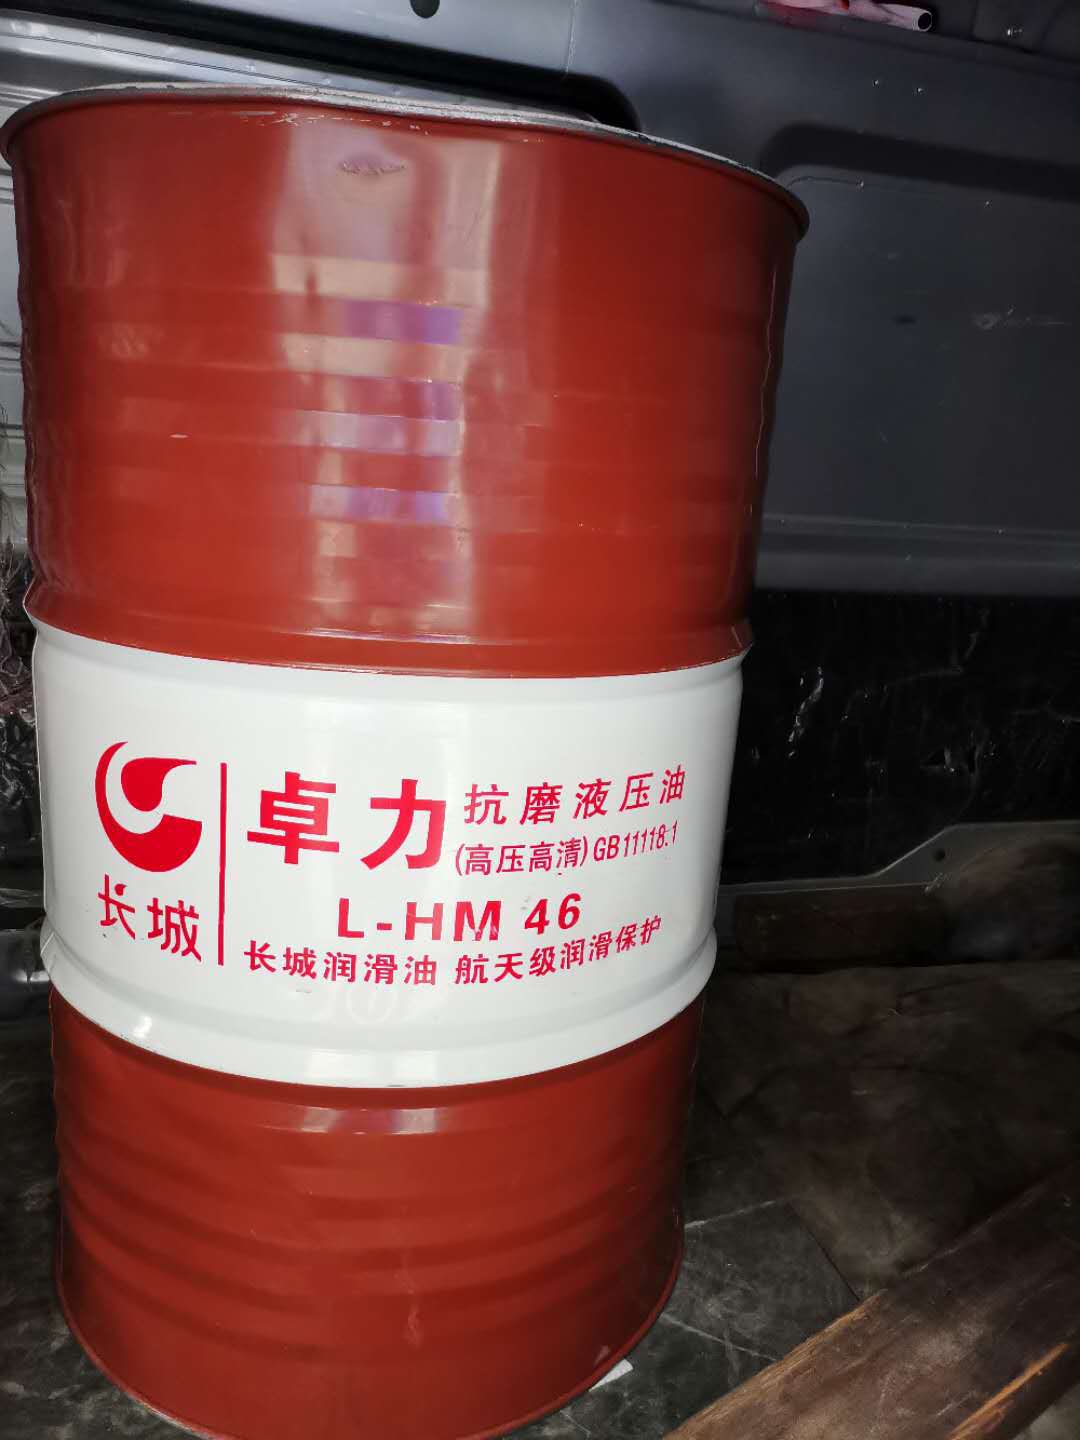 长城
卓力 抗磨液压油
(高压高清) GB11118.1
L-HM 46
长城润滑油 航天级润滑保护